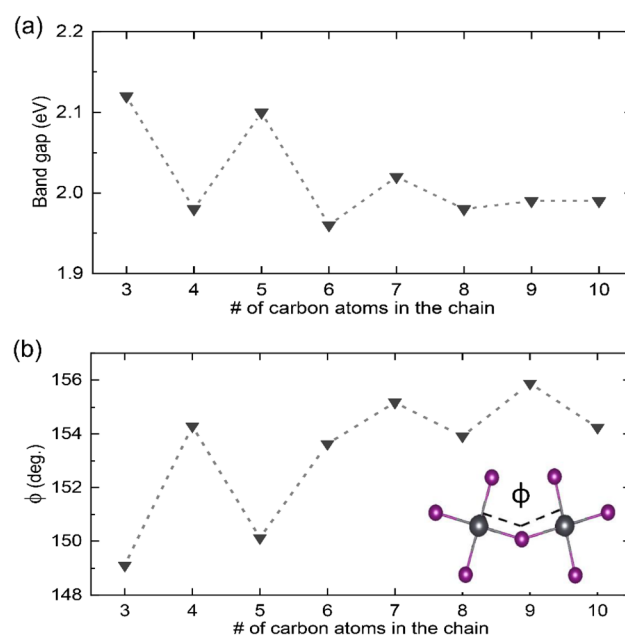 (a)
2.2
2.1
2.0
1.9
Band gap (eV)
3 4 5 6 7 8 9 10
# of carbon atoms in the chain
(b)
156
154
151
150
148
ϕ (deg.)
ϕ
3 4 5 6 7 8 9 10
# of carbon atoms in the chain